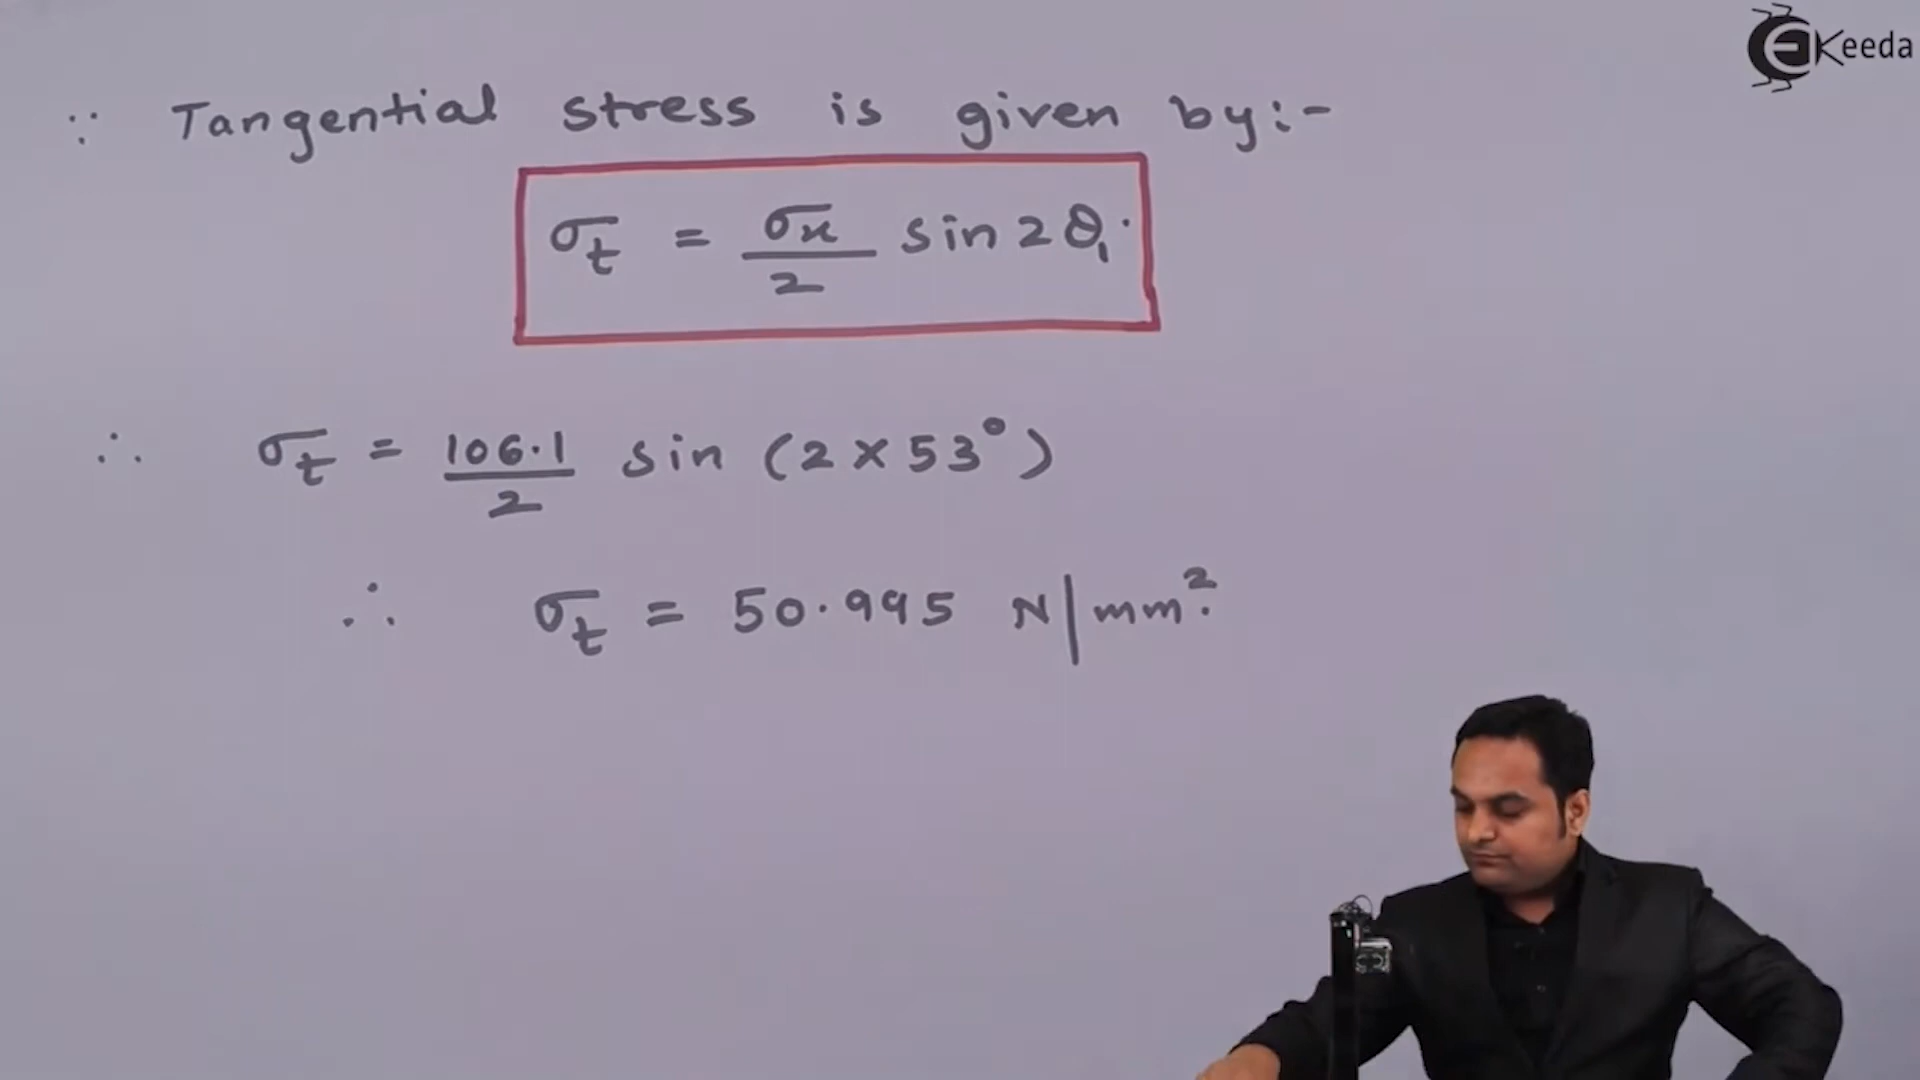 Keeda
∵ Tangential stress is given by:-
σt = σx/2 sin 2θ1.
∴ σt = 106.1/2 sin (2 × 53°)
∴ σt = 50.995 N/mm².